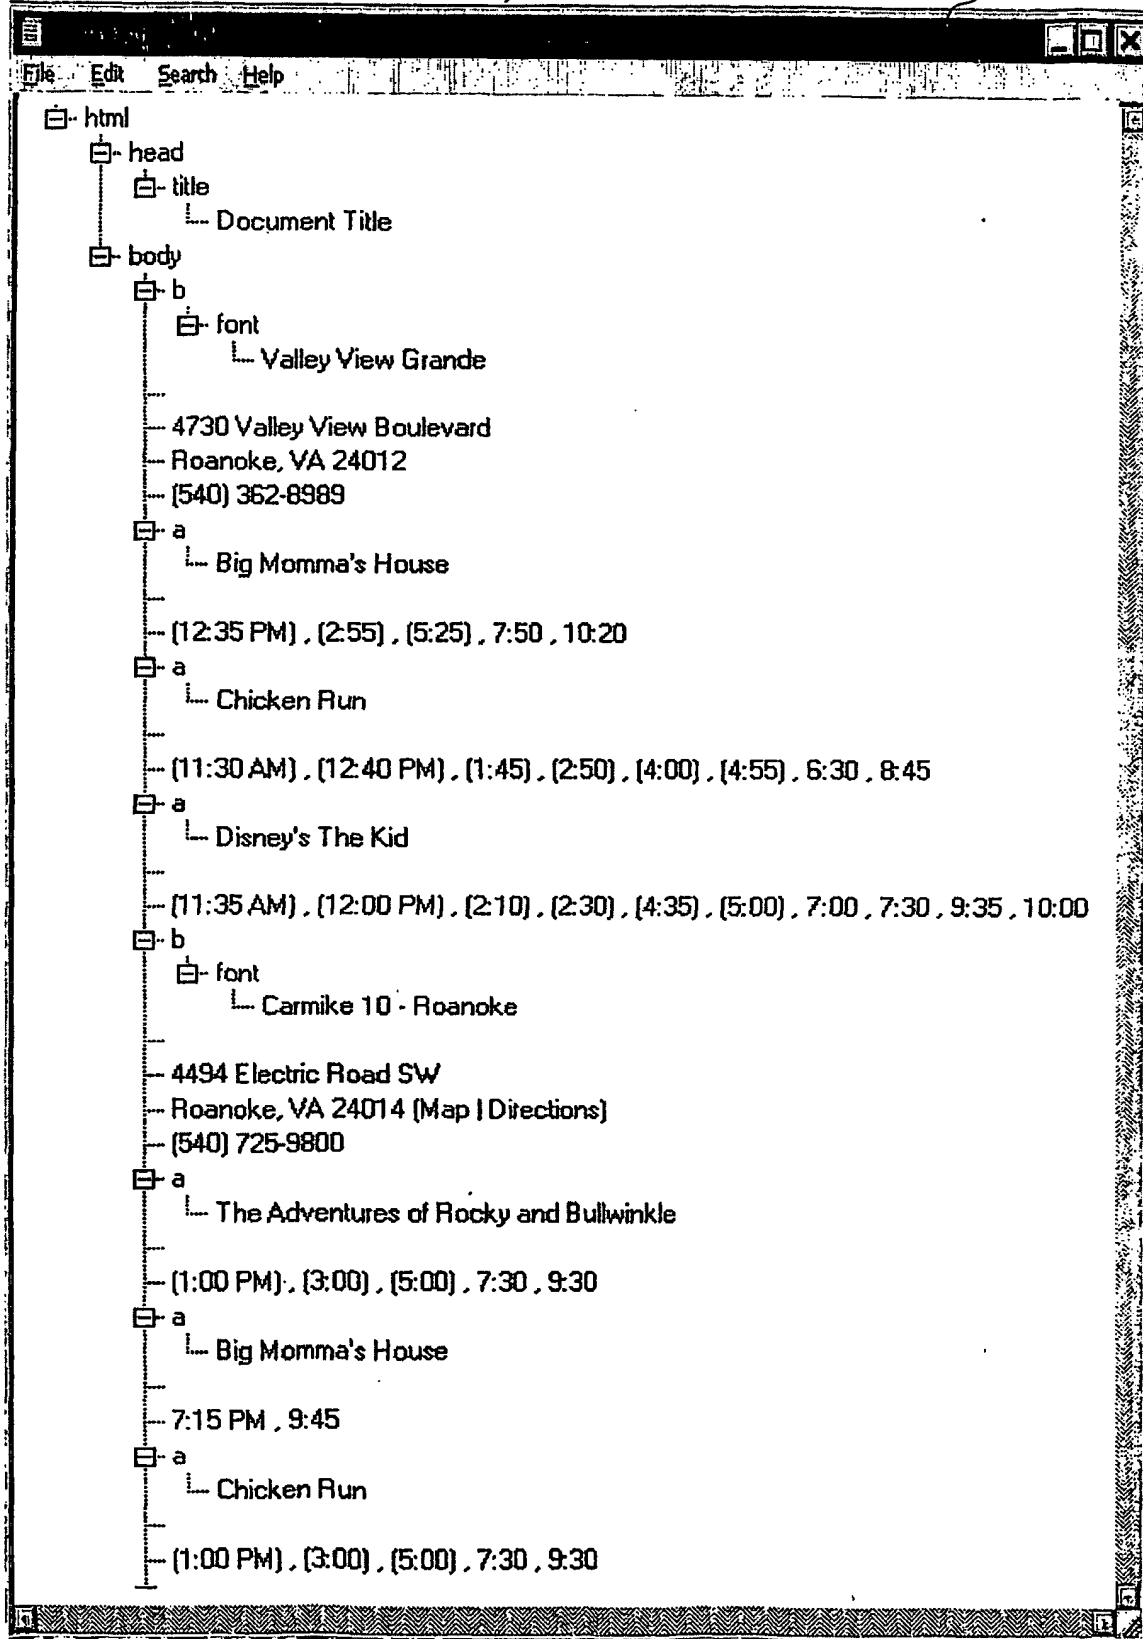 File Edit Search Help
html
head
title
Document Title
body
b
font
Valley View Grande
4730 Valley View Boulevard
Roanoke, VA 24012
(540) 362-8989
a
Big Momma's House
(12:35 PM) , (2:55) , (5:25) , 7:50 , 10:20
a
Chicken Run
(11:30 AM) , (12:40 PM) , (1:45) , (2:50) , (4:00) , (4:55) , 6:30 , 8:45
a
Disney's The Kid
(11:35 AM) , (12:00 PM) , (2:10) , (2:30) , (4:35) , (5:00) , 7:00 , 7:30 , 9:35 , 10:00
b
font
Carmike 10 - Roanoke
4494 Electric Road SW
Roanoke, VA 24014 (Map | Directions)
(540) 725-9800
a
The Adventures of Rocky and Bullwinkle
(1:00 PM) , (3:00) , (5:00) , 7:30 , 9:30
a
Big Momma's House
7:15 PM , 9:45
a
Chicken Run
(1:00 PM) , (3:00) , (5:00) , 7:30 , 9:30